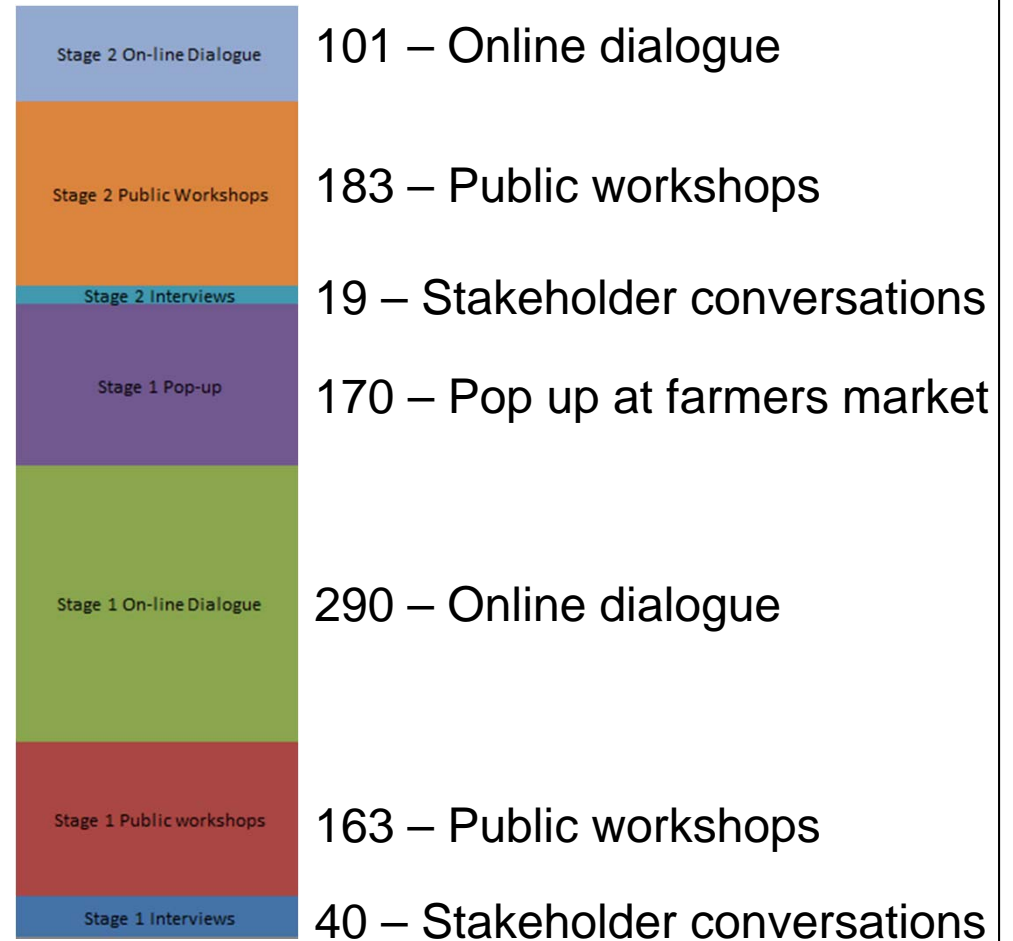 Stage 2 On-line Dialogue
101 – Online dialogue
Stage 2 Public Workshops
183 – Public workshops
Stage 2 Interviews
19 – Stakeholder conversations
Stage 1 Pop-up
170 – Pop up at farmers market
Stage 1 On-line Dialogue
290 – Online dialogue
Stage 1 Public workshops
163 – Public workshops
Stage 1 Interviews
40 – Stakeholder conversations